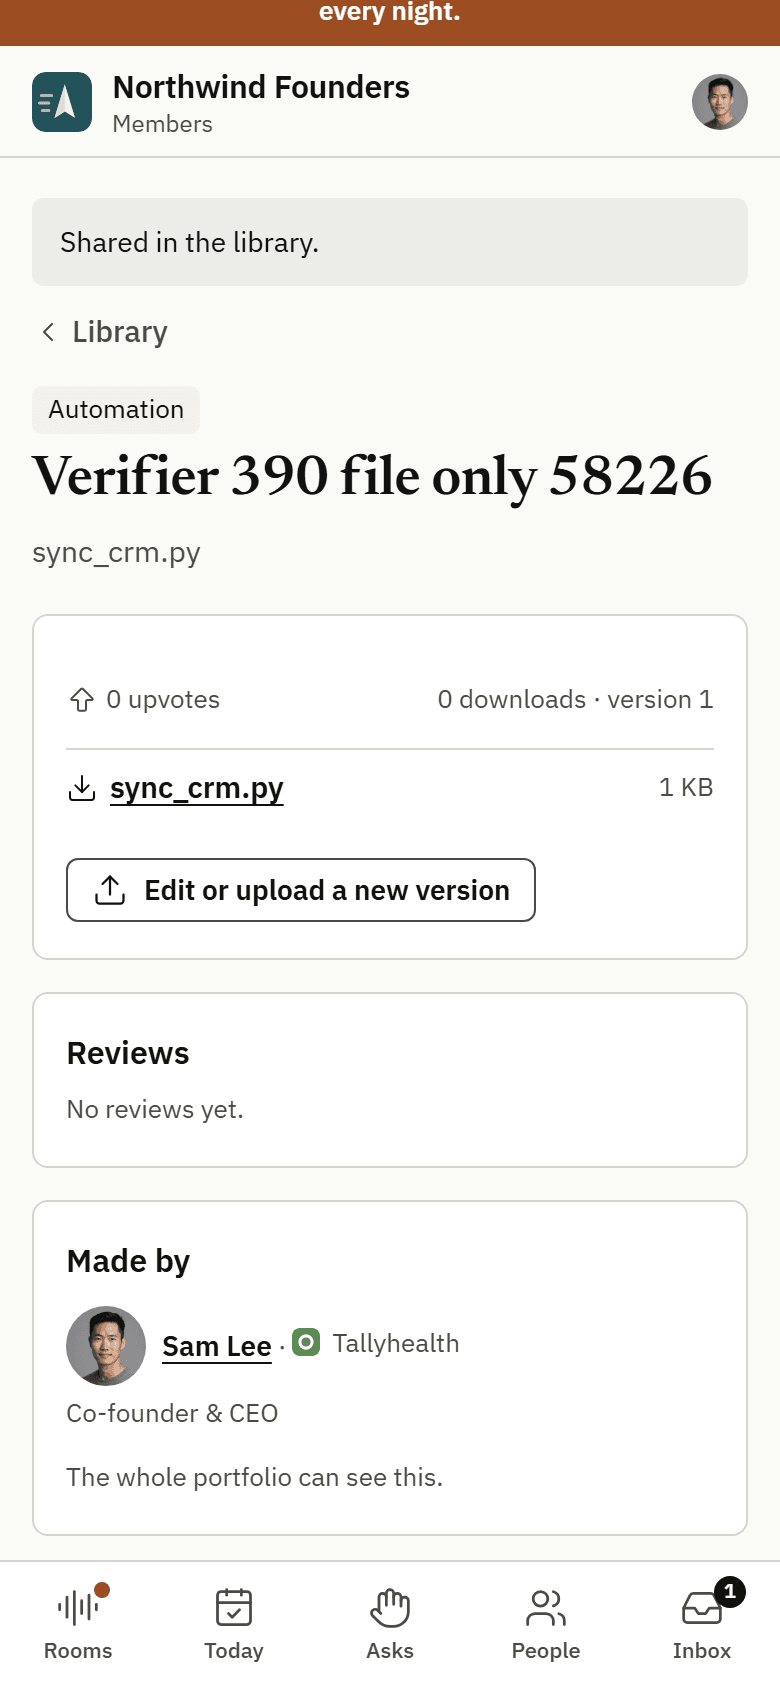 every night.
Northwind Founders
Members
Shared in the library.
Library
Automation
Verifier 390 file only 58226
sync_crm.py
0 upvotes
0 downloads · version 1
sync_crm.py
1 KB
Edit or upload a new version
Reviews
No reviews yet.
Made by
Sam Lee · Tallyhealth
Co-founder & CEO
The whole portfolio can see this.
1
Rooms
Today
Asks
People
Inbox